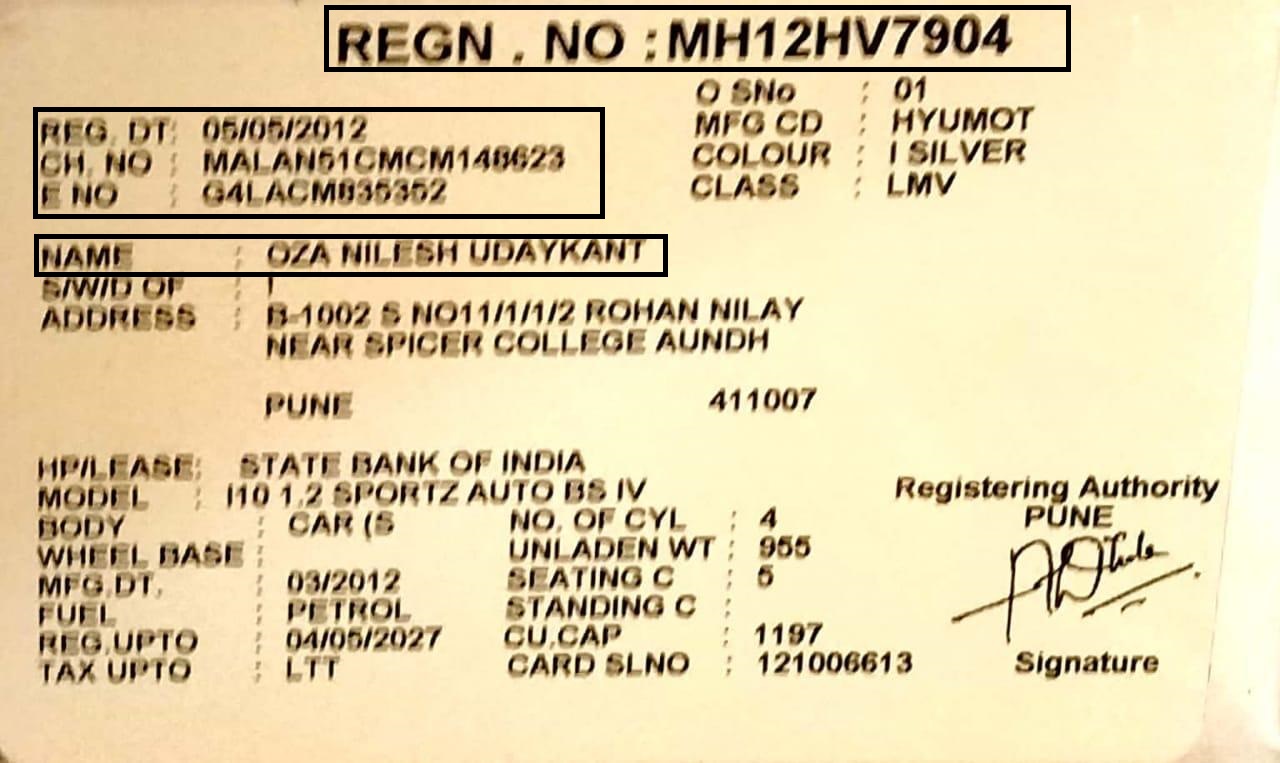 REGN . NO : MH12HV7904
O SNo : 01
REG. DT: 05/05/2012 MFG CD : HYUMOT
CH. NO : MALAN51CMCM148623 COLOUR : I SILVER
E NO : G4LACM835352 CLASS : LMV
NAME : OZA NILESH UDAYKANT
S/W/D OF :
ADDRESS : B-1002 S NO11/1/1/2 ROHAN NILAY
NEAR SPICER COLLEGE AUNDH
PUNE 411007
HP/LEASE: STATE BANK OF INDIA
MODEL : I10 1.2 SPORTZ AUTO BS IV Registering Authority
BODY : CAR (S NO. OF CYL : 4 PUNE
WHEEL BASE : UNLADEN WT : 955
MFG.DT. : 03/2012 SEATING C : 5
FUEL : PETROL STANDING C :
REG.UPTO : 04/05/2027 CU.CAP : 1197
TAX UPTO : LTT CARD SLNO : 121006613 Signature